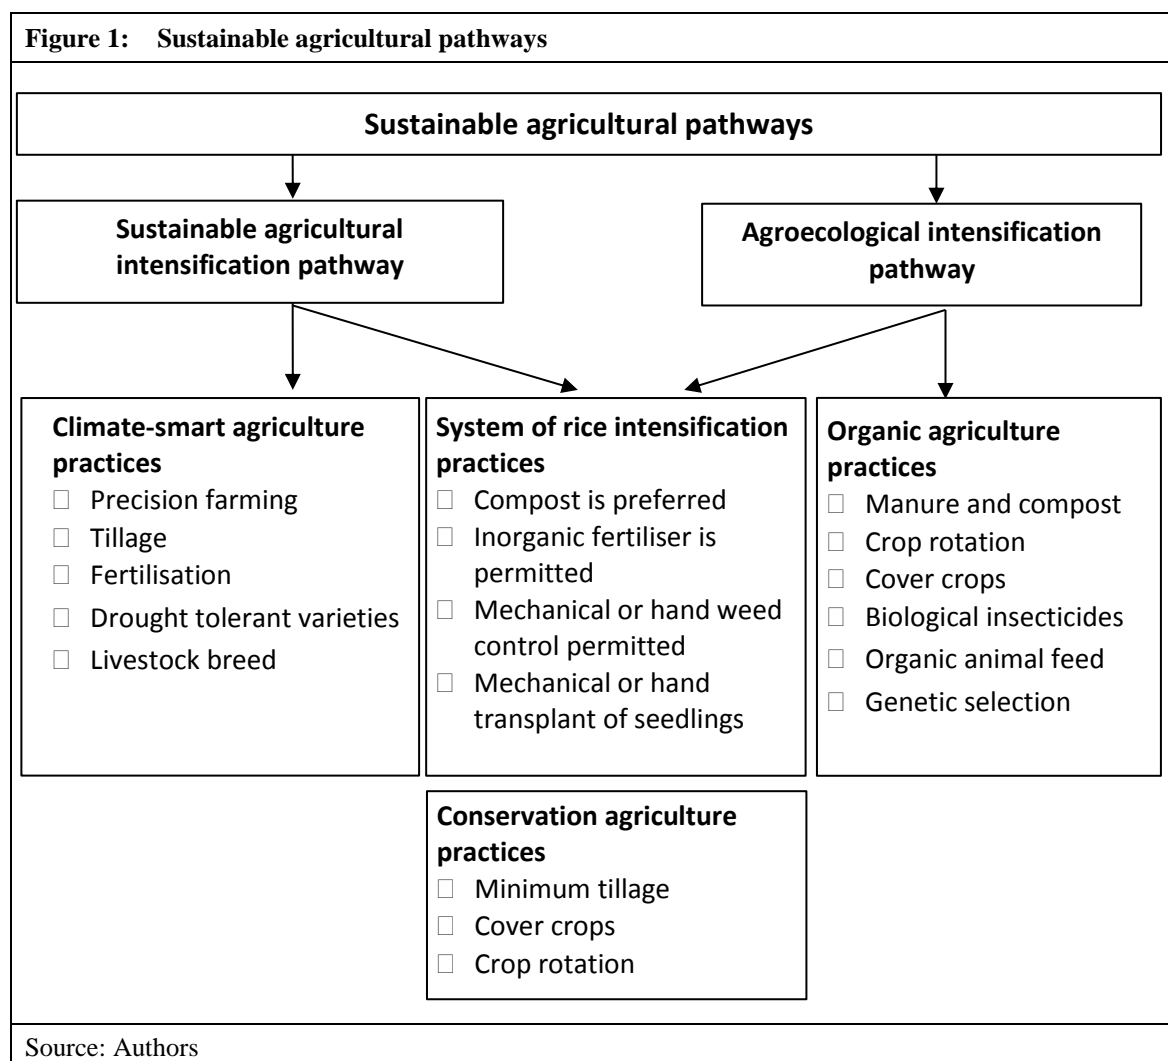 Figure 1: Sustainable agricultural pathways
Sustainable agricultural pathways
Sustainable agricultural
intensification pathway
Agroecological intensification
pathway
Climate-smart agriculture
practices
Precision farming
Tillage
Fertilisation
Drought tolerant varieties
Livestock breed
System of rice intensification
practices
Compost is preferred
Inorganic fertiliser is
permitted
Mechanical or hand weed
control permitted
Mechanical or hand
transplant of seedlings
Organic agriculture
practices
Manure and compost
Crop rotation
Cover crops
Biological insecticides
Organic animal feed
Genetic selection
Conservation agriculture
practices
Minimum tillage
Cover crops
Crop rotation
Source: Authors